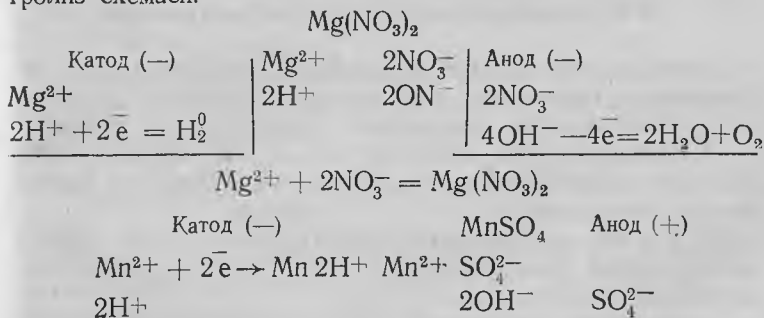 тролиз схемаси.
Mg(NO₃)₂
Катод (—) Mg²⁺ 2NO₃⁻ Анод (—)
Mg²⁺ 2H⁺ 2ON⁻ 2NO₃⁻
2H⁺ + 2e̅ = H₂⁰ 4OH⁻ — 4e̅ = 2H₂O + O₂
Mg²⁺ + 2NO₃⁻ = Mg(NO₃)₂
Катод (—) MnSO₄ Анод (+)
Mn²⁺ + 2e̅ → Mn 2H⁺ Mn²⁺ SO₄²⁻
2H⁺ 2OH⁻ SO₄²⁻